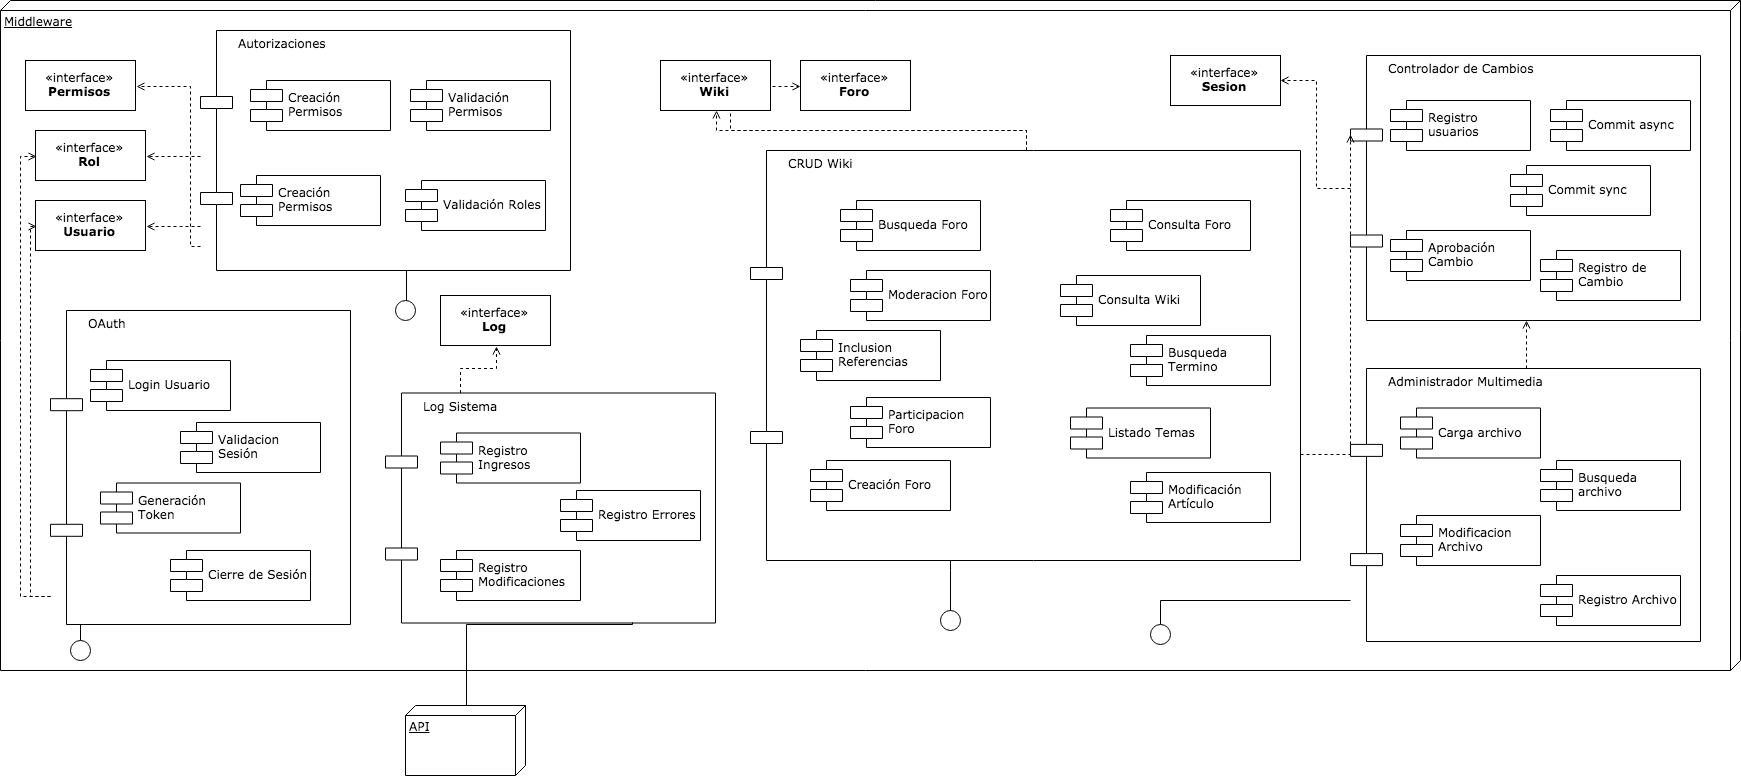 Middleware
Autorizaciones
«interface»
Permisos
Creación
Permisos
Validación
Permisos
«interface»
Rol
Creación
Permisos
Validación Roles
«interface»
Usuario
«interface»
Wiki
«interface»
Foro
«interface»
Sesion
Controlador de Cambios
Registro
usuarios
Commit async
Commit sync
Aprobación
Cambio
Registro de
Cambio
CRUD Wiki
Busqueda Foro
Consulta Foro
Moderacion Foro
Consulta Wiki
Inclusion
Referencias
Busqueda
Termino
Participacion
Foro
Listado Temas
Creación Foro
Modificación
Artículo
OAuth
Login Usuario
Validacion
Sesión
Generación
Token
Cierre de Sesión
«interface»
Log
Log Sistema
Registro
Ingresos
Registro Errores
Registro
Modificaciones
Administrador Multimedia
Carga archivo
Busqueda
archivo
Modificacion
Archivo
Registro Archivo
API